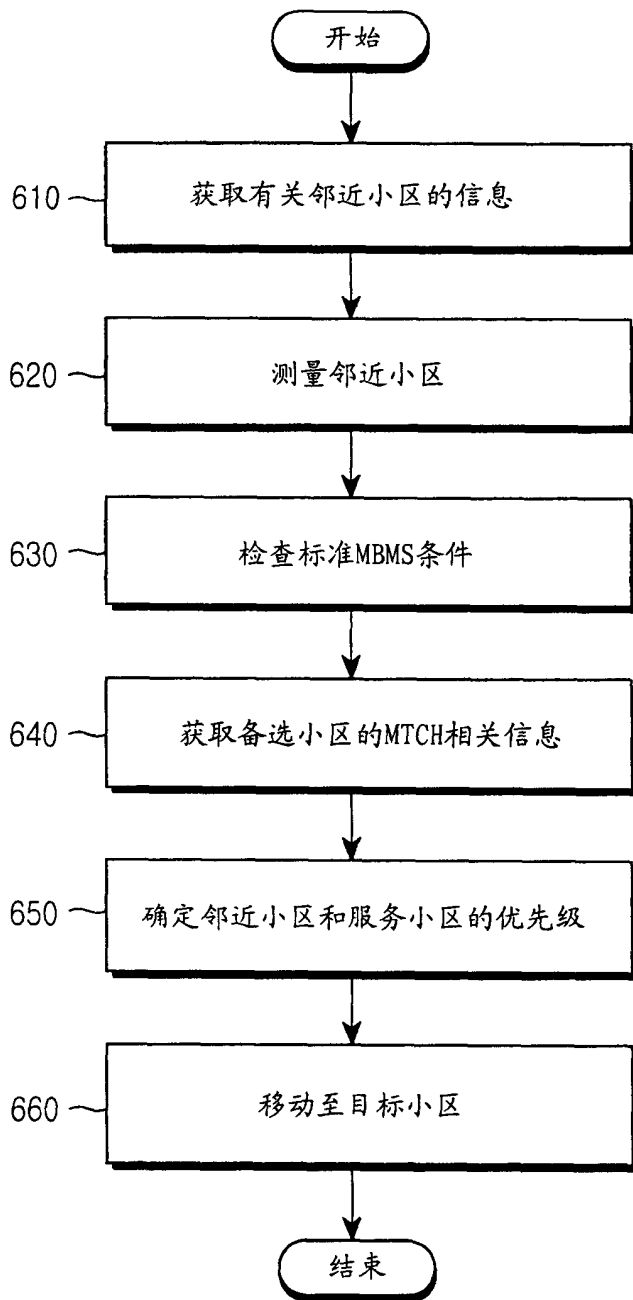 开始
610
获取有关邻近小区的信息
620
测量邻近小区
630
检查标准MBMS条件
640
获取备选小区的MTCH相关信息
650
确定邻近小区和服务小区的优先级
660
移动至目标小区
结束